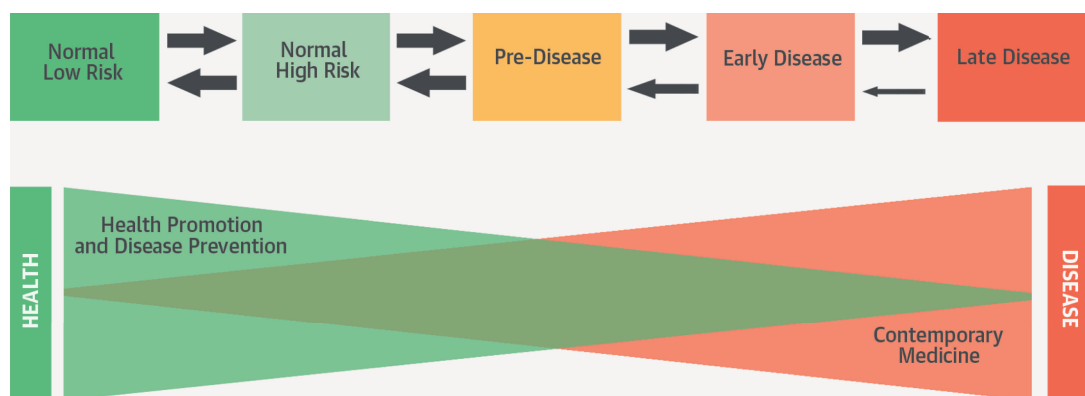 Normal
Low Risk
Normal
High Risk
Pre-Disease
Early Disease
Late Disease
HEALTH
Health Promotion
and Disease Prevention
Contemporary
Medicine
DISEASE